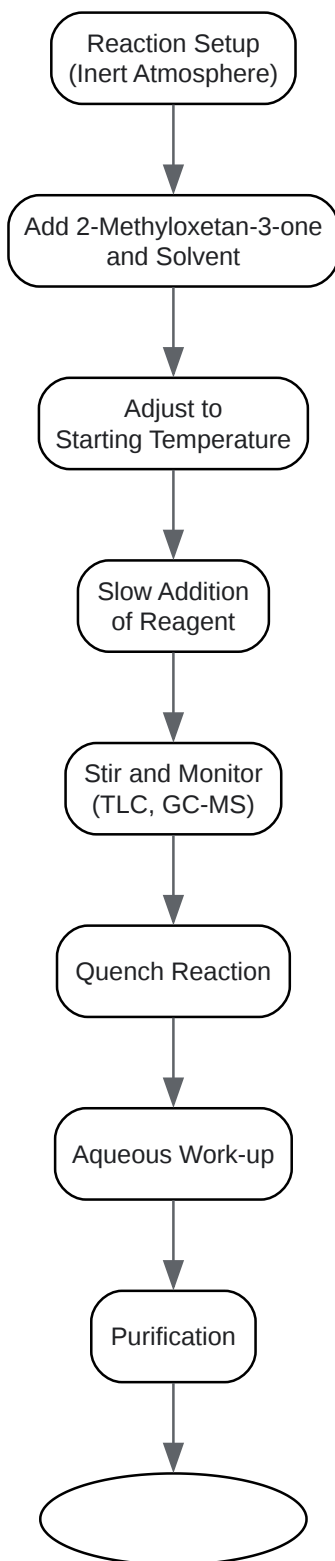 Reaction Setup
(Inert Atmosphere)
Add 2-Methyloxetan-3-one
and Solvent
Adjust to
Starting Temperature
Slow Addition
of Reagent
Stir and Monitor
(TLC, GC-MS)
Quench Reaction
Aqueous Work-up
Purification